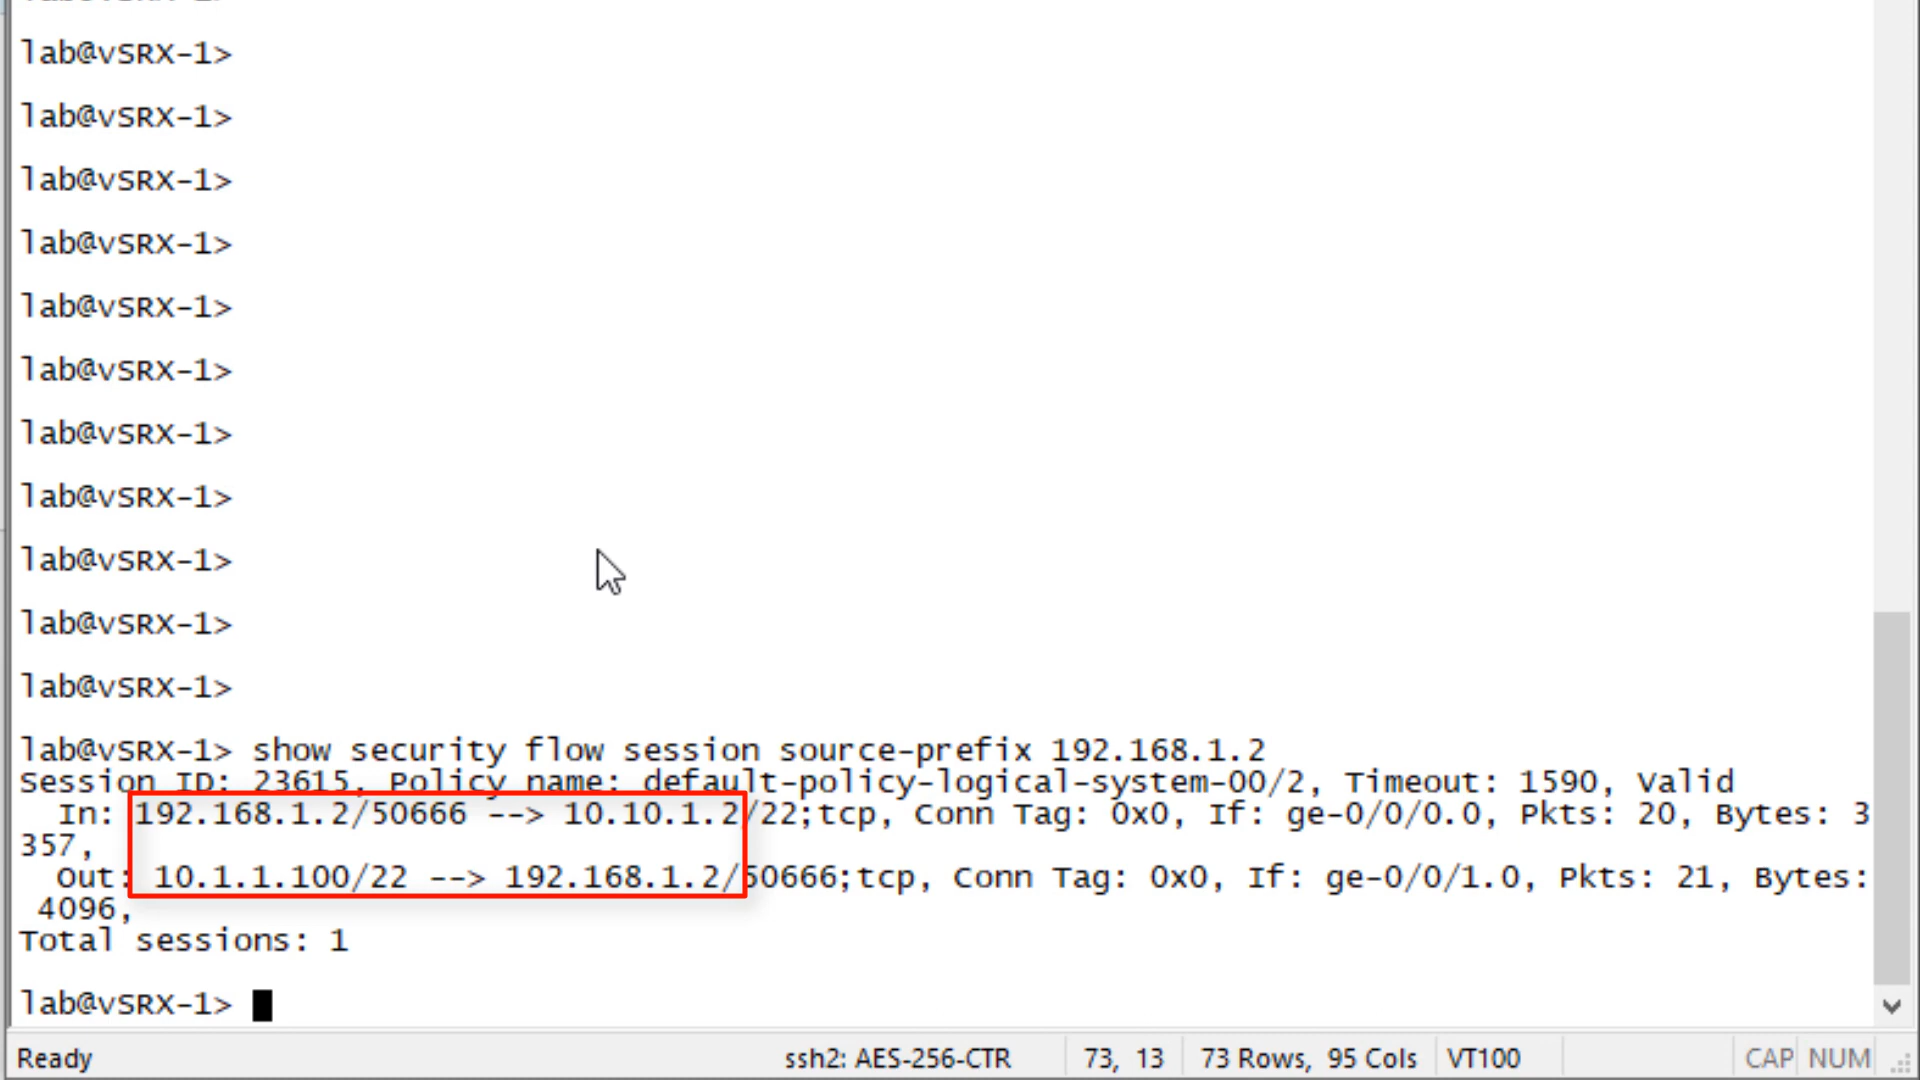 lab@vSRX-1>
lab@vSRX-1>
lab@vSRX-1>
lab@vSRX-1>
lab@vSRX-1>
lab@vSRX-1>
lab@vSRX-1>
lab@vSRX-1>
lab@vSRX-1>
lab@vSRX-1>
lab@vSRX-1>
lab@vSRX-1> show security flow session source-prefix 192.168.1.2
Session ID: 23615, Policy name: default-policy-logical-system-00/2, Timeout: 1590, Valid
  In: 192.168.1.2/50666 --> 10.10.1.2/22;tcp, Conn Tag: 0x0, If: ge-0/0/0.0, Pkts: 20, Bytes: 3
357,
  Out: 10.1.1.100/22 --> 192.168.1.2/50666;tcp, Conn Tag: 0x0, If: ge-0/0/1.0, Pkts: 21, Bytes:
 4096,
Total sessions: 1
lab@vSRX-1>
Ready ssh2: AES-256-CTR 73, 13 73 Rows, 95 Cols VT100 CAP NUM